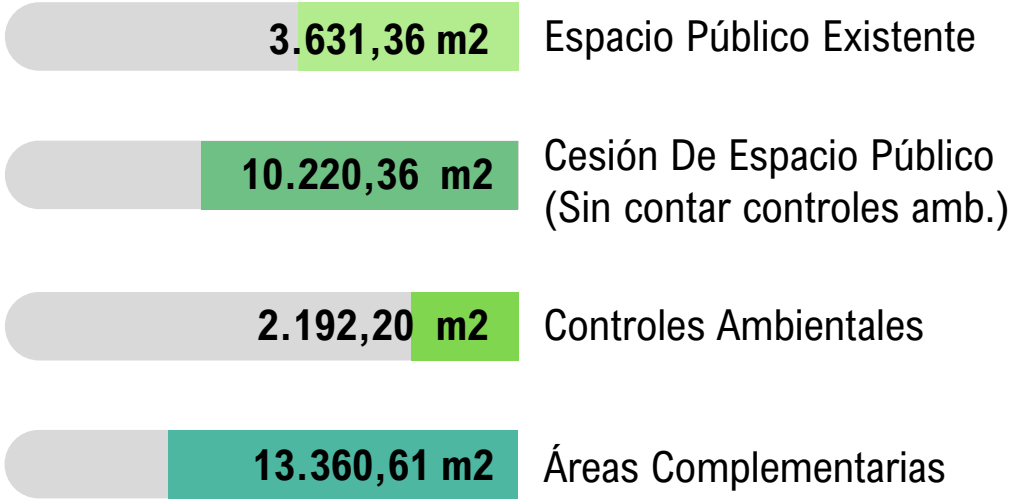 3.631,36 m2 Espacio Público Existente
10.220,36 m2 Cesión De Espacio Público
(Sin contar controles amb.)
2.192,20 m2 Controles Ambientales
13.360,61 m2 Áreas Complementarias